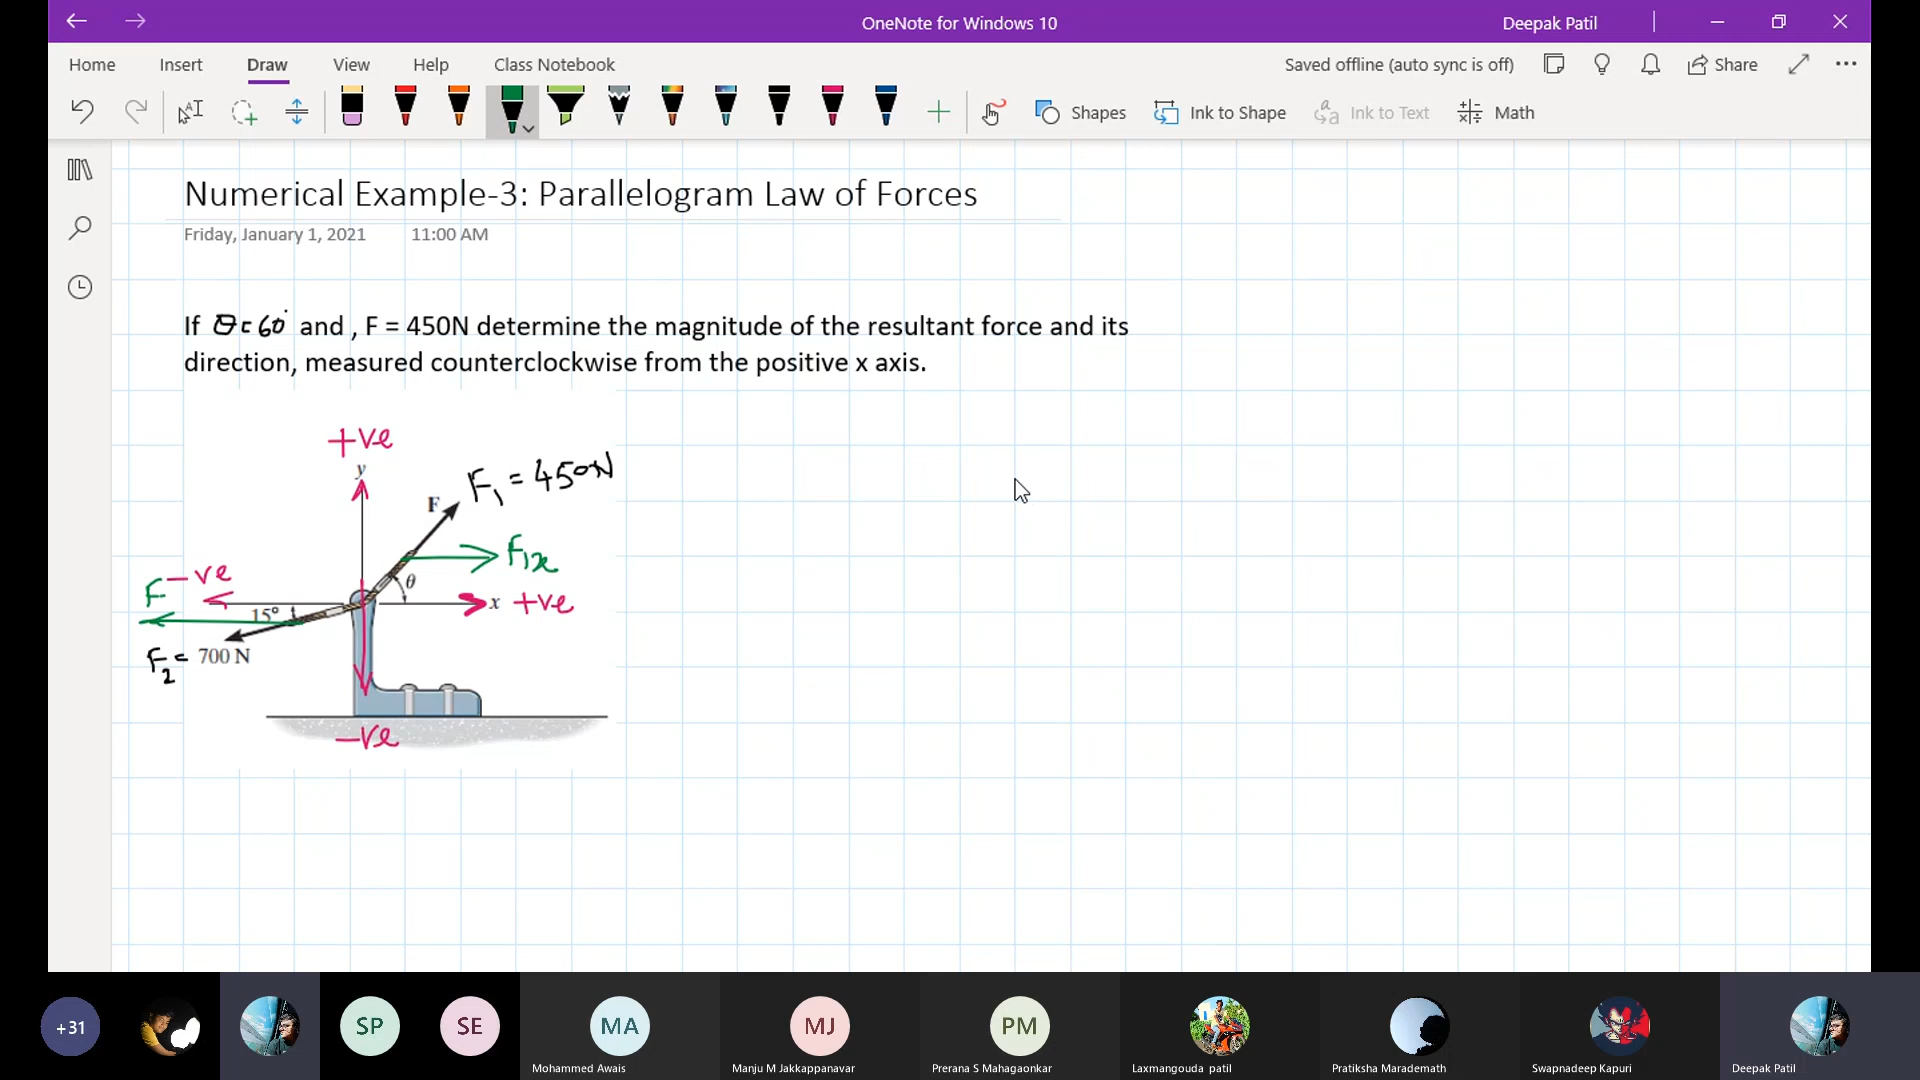 OneNote for Windows 10
Deepak Patil
Home Insert Draw View Help Class Notebook
Saved offline (auto sync is off) Share
Shapes Ink to Shape Ink to Text Math
Numerical Example-3: Parallelogram Law of Forces
Friday, January 1, 2021 11:00 AM
If θ = 60° and , F = 450N determine the magnitude of the resultant force and its
direction, measured counterclockwise from the positive x axis.
+ve
y
F F₁ = 450N
F₁x
-ve
F
θ
15° x +ve
F₂ = 700 N
-ve
+31 SP SE MA MJ PM
Mohammed Awais Manju M Jakkappanavar Prerana S Mahagaonkar Laxmangouda patil Pratiksha Marademath Swapnadeep Kapuri Deepak Patil